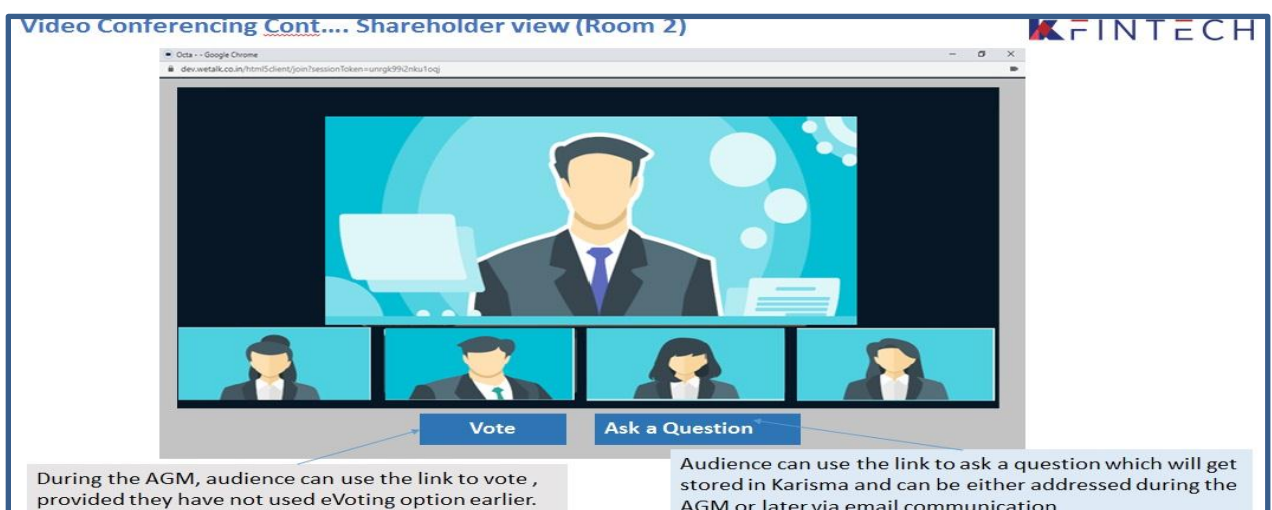 Video Conferencing Cont.... Shareholder view (Room 2)
KFINTECH
Octa - - Google Chrome
dev.wetalk.co.in/html5client/join?sessionToken=unrgk99i2nku1oqj
Vote
Ask a Question
During the AGM, audience can use the link to vote ,
provided they have not used eVoting option earlier.
Audience can use the link to ask a question which will get
stored in Karisma and can be either addressed during the
AGM or later via email communication